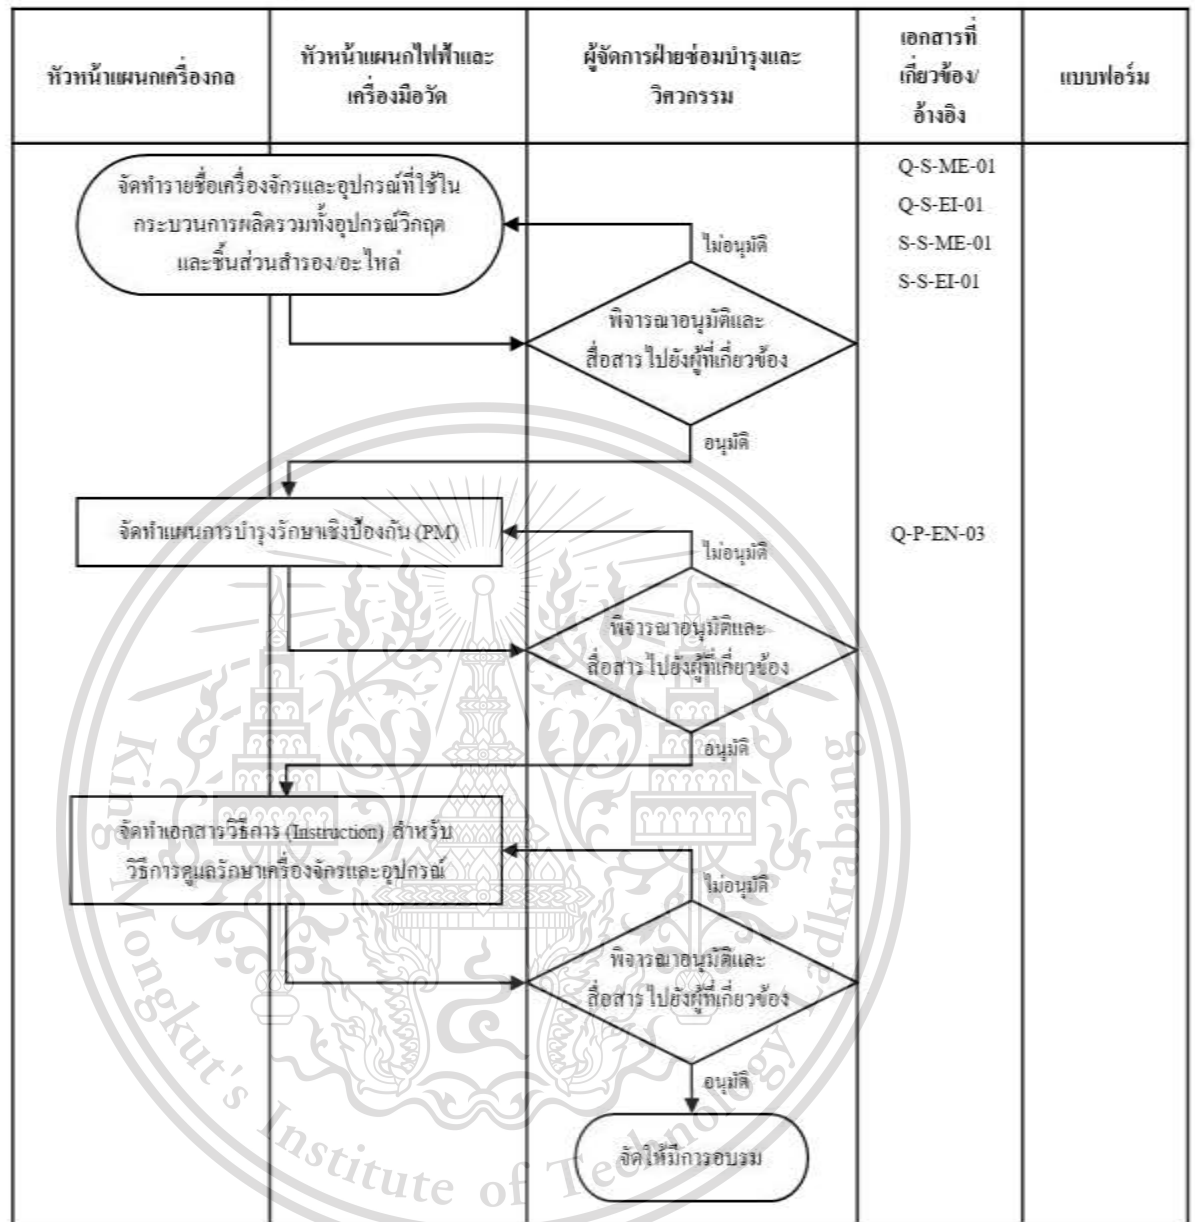 หัวหน้าแผนกเครื่องกล
หัวหน้าแผนกไฟฟ้าและ
เครื่องมือวัด
ผู้จัดการฝ่ายซ่อมบำรุงและ
วิศวกรรม
เอกสารที่
เกี่ยวข้อง/
อ้างอิง
แบบฟอร์ม
จัดทำรายชื่อเครื่องจักรและอุปกรณ์ที่ใช้ใน
กระบวนการผลิตรวมทั้งอุปกรณ์วิกฤต
และชิ้นส่วนสำรอง/อะไหล่
Q-S-ME-01
Q-S-EI-01
S-S-ME-01
S-S-EI-01
ไม่อนุมัติ
พิจารณาอนุมัติและ
สื่อสารไปยังผู้ที่เกี่ยวข้อง
อนุมัติ
จัดทำแผนการบำรุงรักษาเชิงป้องกัน (PM)
Q-P-EN-03
ไม่อนุมัติ
พิจารณาอนุมัติและ
สื่อสารไปยังผู้ที่เกี่ยวข้อง
อนุมัติ
จัดทำเอกสารวิธีการ (Instruction) สำหรับ
วิธีการดูแลรักษาเครื่องจักรและอุปกรณ์
ไม่อนุมัติ
พิจารณาอนุมัติและ
สื่อสารไปยังผู้ที่เกี่ยวข้อง
อนุมัติ
จัดให้มีการอบรม
King Mongkut's Institute of Technology Ladkrabang